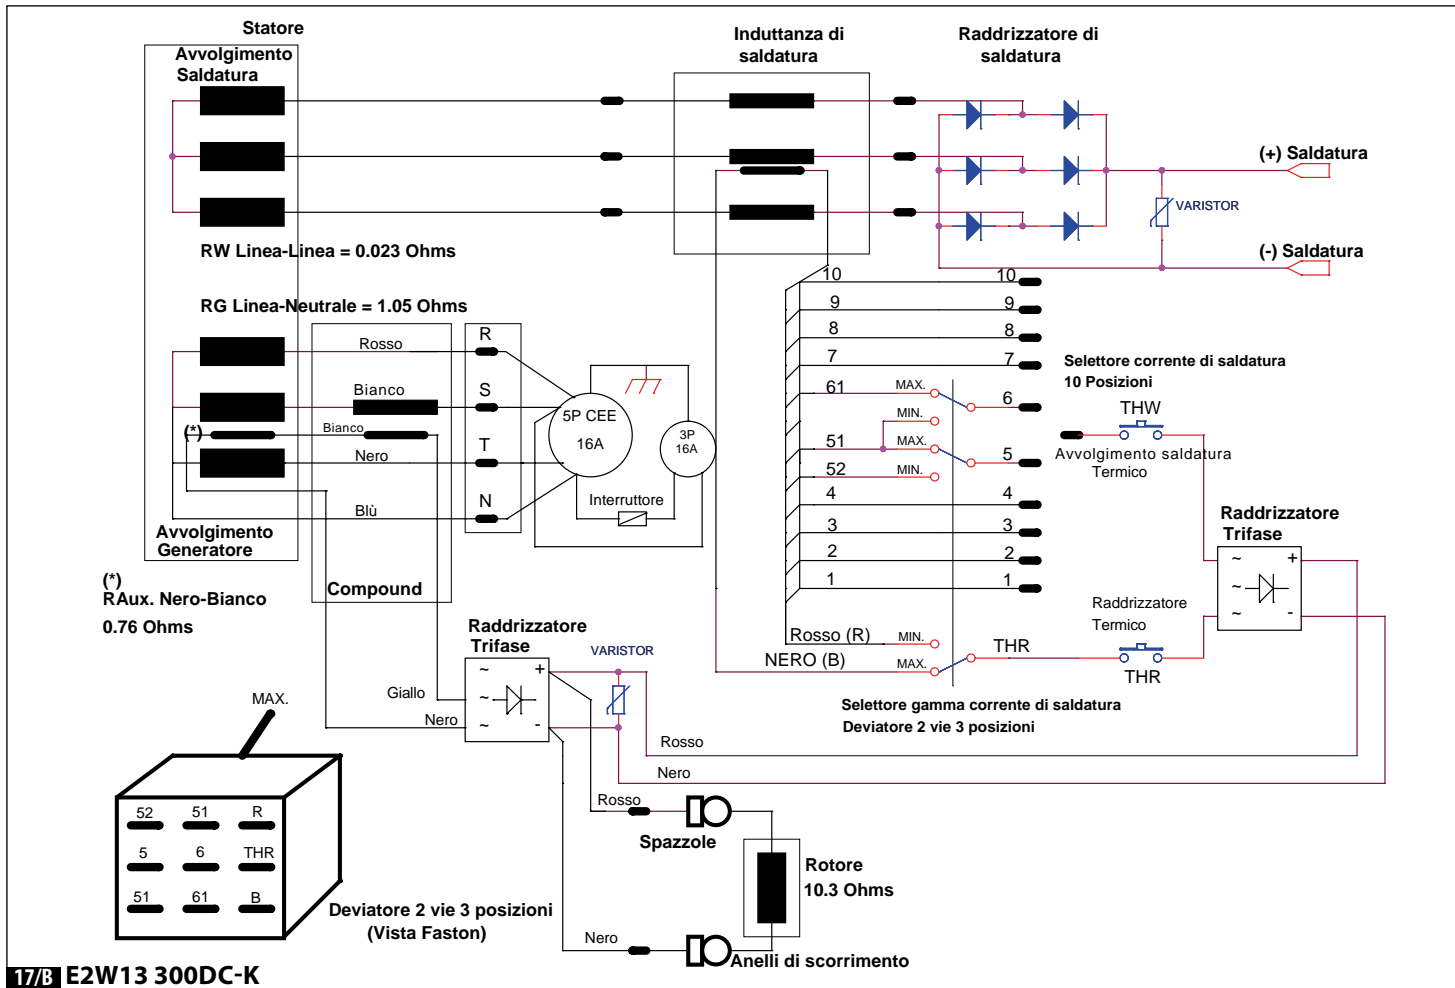 Statore
Avvolgimento
Saldatura
Induttanza di
saldatura
Raddrizzatore di
saldatura
(+) Saldatura
VARISTOR
(-) Saldatura
RW Linea-Linea = 0.023 Ohms
RG Linea-Neutrale = 1.05 Ohms
Rosso
R
Bianco
S
(*)
Bianco
Nero
T
Blù
N
5P CEE
16A
3P
16A
Interruttore
Avvolgimento
Generatore
Compound
(*)
RAux. Nero-Bianco
0.76 Ohms
10
10
9
9
8
8
7
7
61
MAX.
6
MIN.
51
MAX.
5
52
MIN.
4
4
3
3
2
2
1
1
Rosso (R)
MIN.
NERO (B)
MAX.
THR
Selettore corrente di saldatura
10 Posizioni
THW
Avvolgimento saldatura
Termico
Raddrizzatore
Trifase
~
+
~
~
-
Raddrizzatore
Termico
THR
Selettore gamma corrente di saldatura
Deviatore 2 vie 3 posizioni
Raddrizzatore
Trifase
VARISTOR
~
+
Giallo
~
Nero
~
-
Rosso
Nero
Rosso
Spazzole
Rotore
10.3 Ohms
Nero
Anelli di scorrimento
MAX.
52
51
R
5
6
THR
51
61
B
Deviatore 2 vie 3 posizioni
(Vista Faston)
17/B E2W13 300DC-K